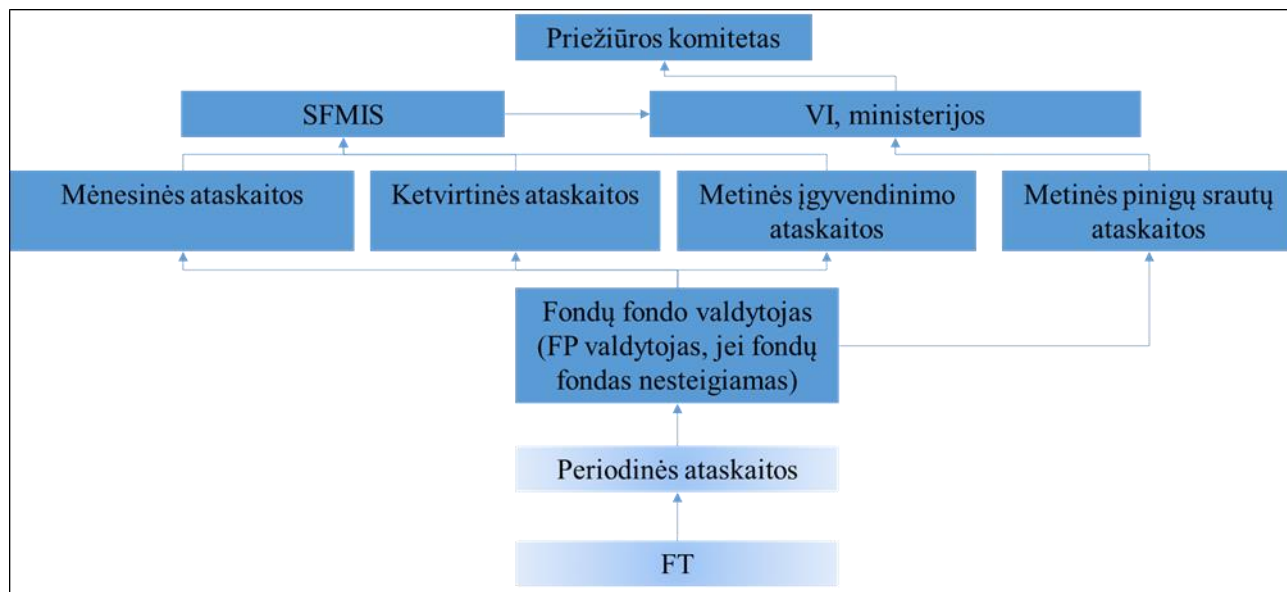 Priežiūros komitetas
SFMIS
VI, ministerijos
Mėnesinės ataskaitos
Ketvirtinės ataskaitos
Metinės įgyvendinimo
ataskaitos
Metinės pinigų srautų
ataskaitos
Fondų fondo valdytojas
(FP valdytojas, jei fondų
fondas nesteigiamas)
Periodinės ataskaitos
FT